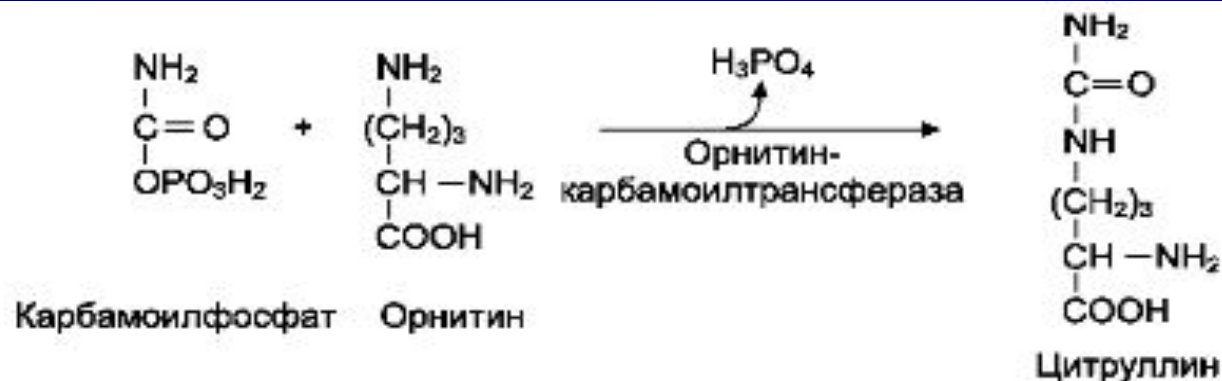 NH₂
C=O
OPO₃H₂
+
NH₂
(CH₂)₃
CH–NH₂
COOH
H₃PO₄
Орнитин-
карбамоилтрансфераза
NH₂
C=O
NH
(CH₂)₃
CH–NH₂
COOH
Карбамоилфосфат
Орнитин
Цитруллин